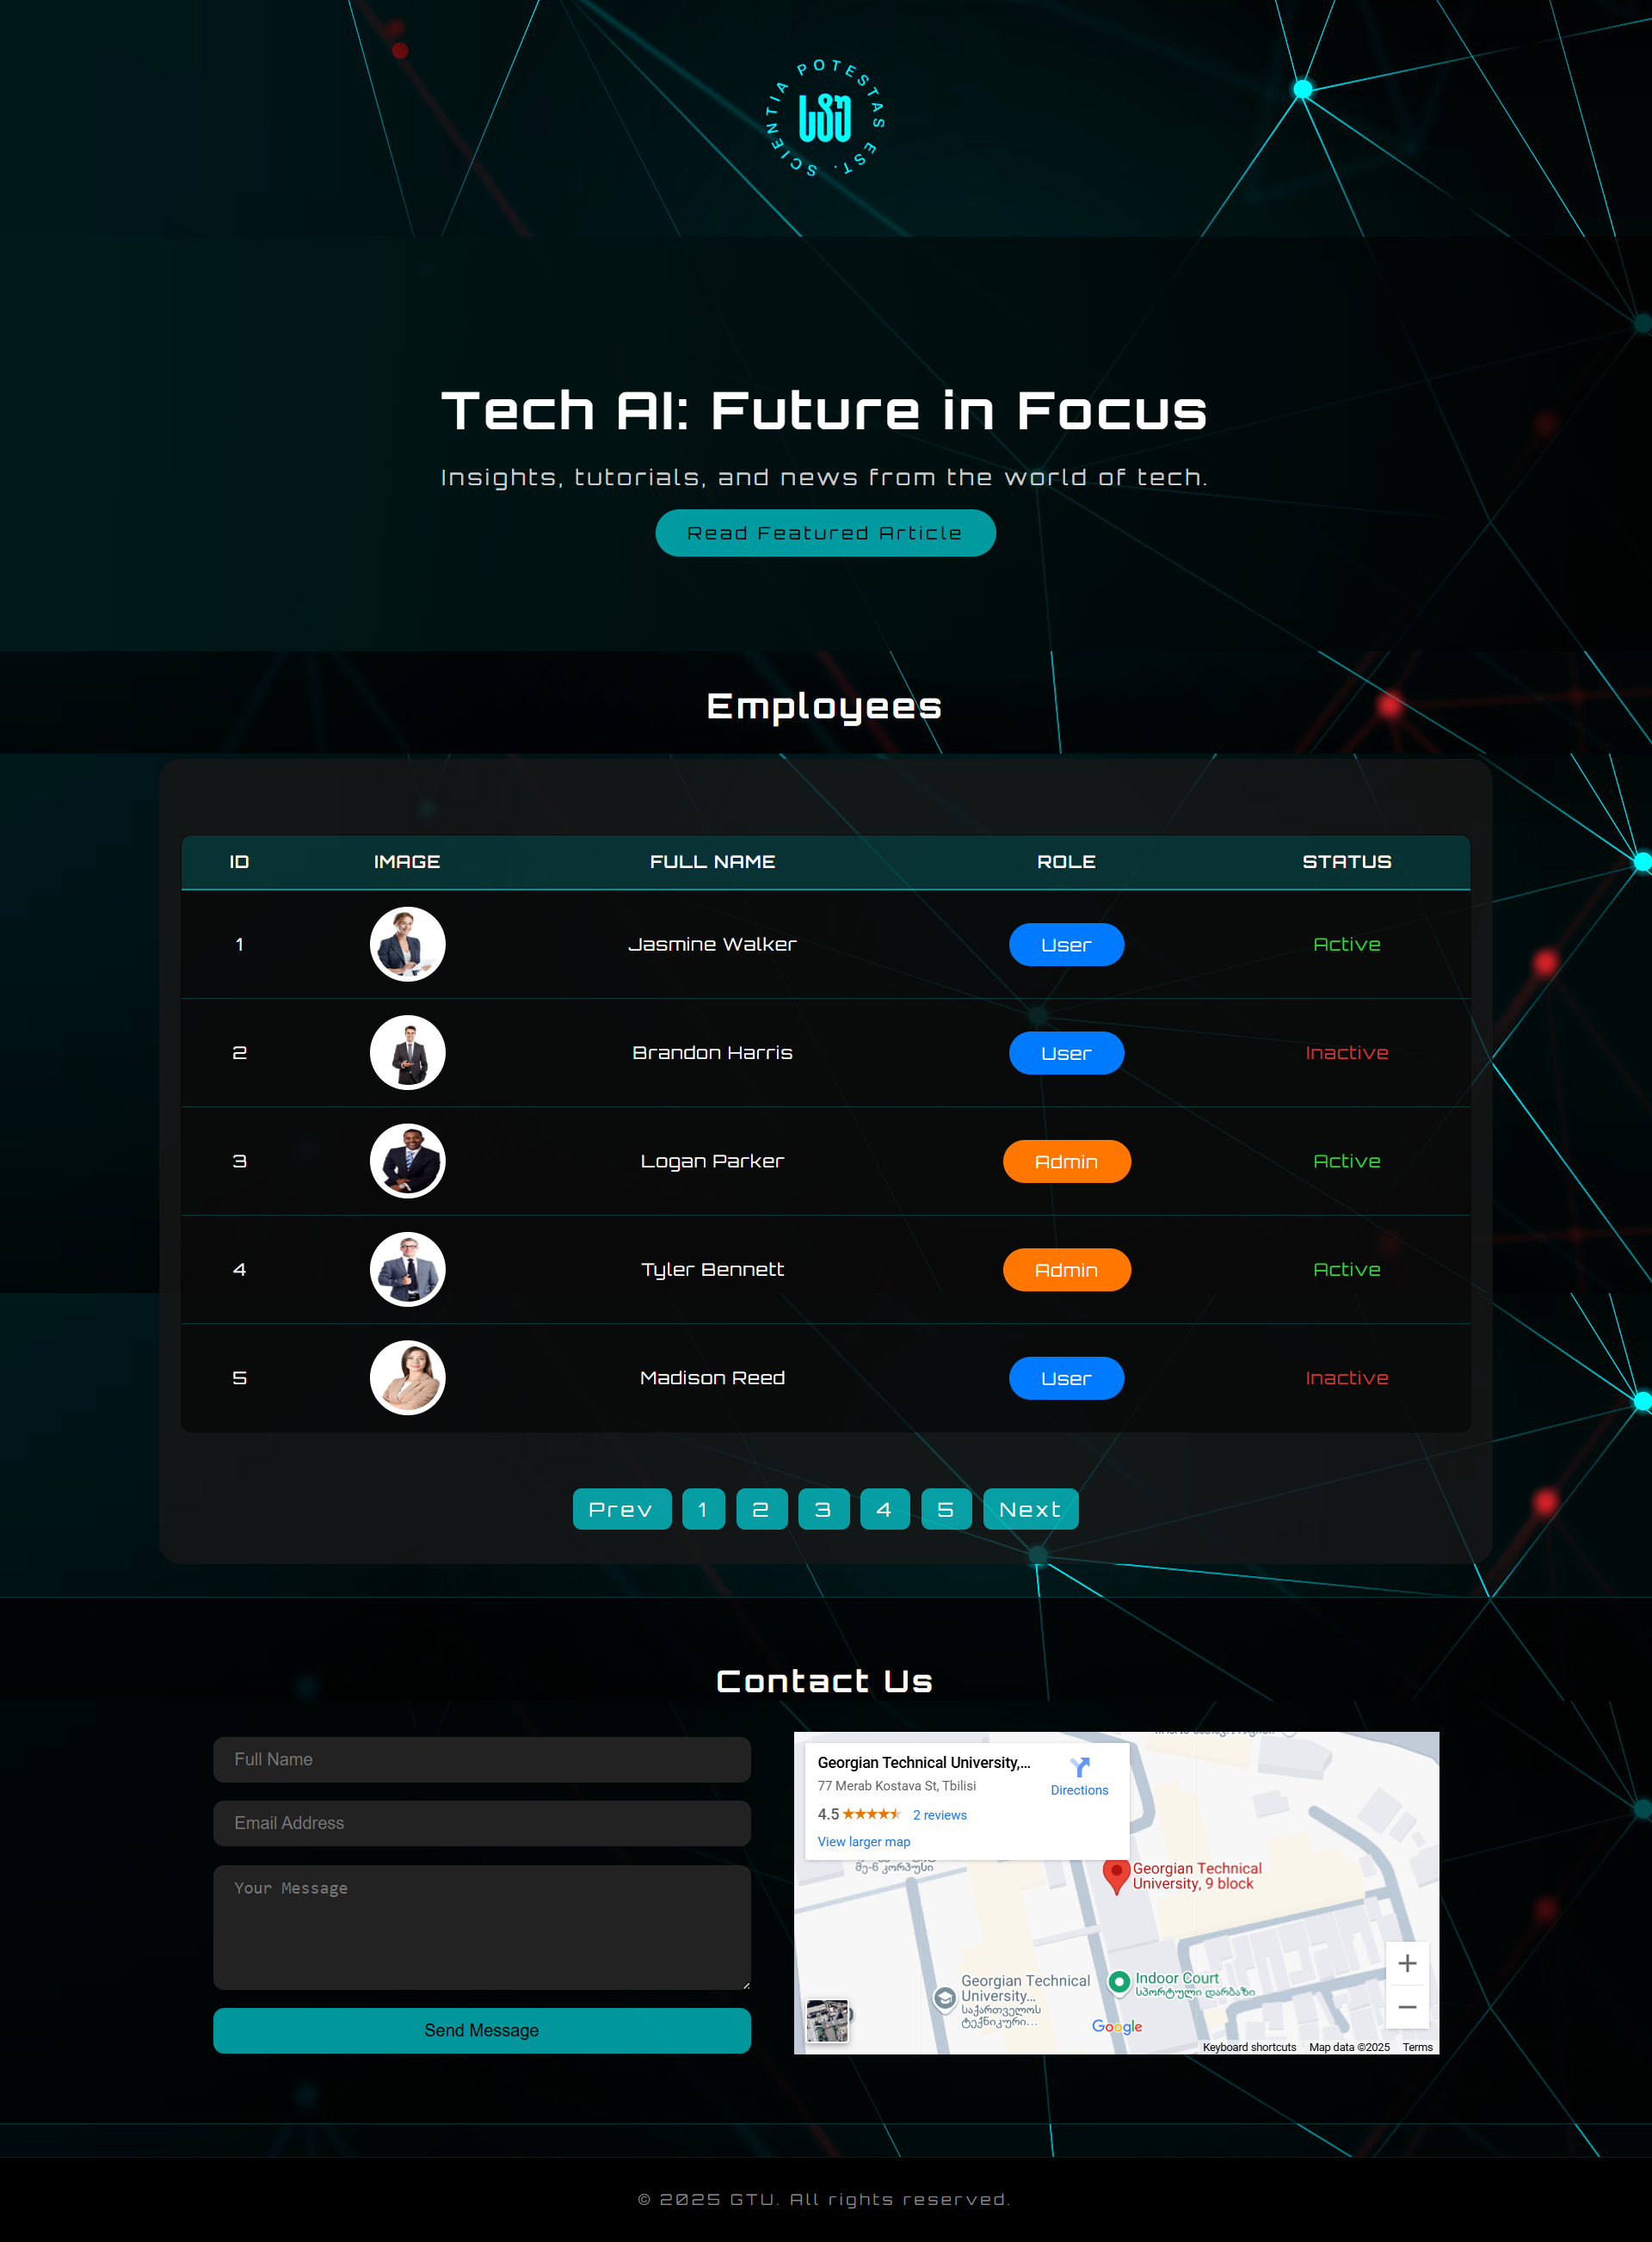 SCIENTIA POTESTAS EST.
სტუ
Tech AI: Future in Focus
Insights, tutorials, and news from the world of tech.
Read Featured Article
Employees
ID IMAGE FULL NAME ROLE STATUS
1 Jasmine Walker User Active
2 Brandon Harris User Inactive
3 Logan Parker Admin Active
4 Tyler Bennett Admin Active
5 Madison Reed User Inactive
Prev 1 2 3 4 5 Next
Contact Us
Full Name
Email Address
Your Message
Send Message
Georgian Technical University,...
77 Merab Kostava St, Tbilisi
Directions
4.5 2 reviews
View larger map
მე-6 კორპუსი
Georgian Technical
University, 9 block
Georgian Technical
University...
საქართველოს
ტექნიკური...
Indoor Court
სპორტული დარბაზი
Google
Keyboard shortcuts Map data ©2025 Terms
© 2025 GTU. All rights reserved.